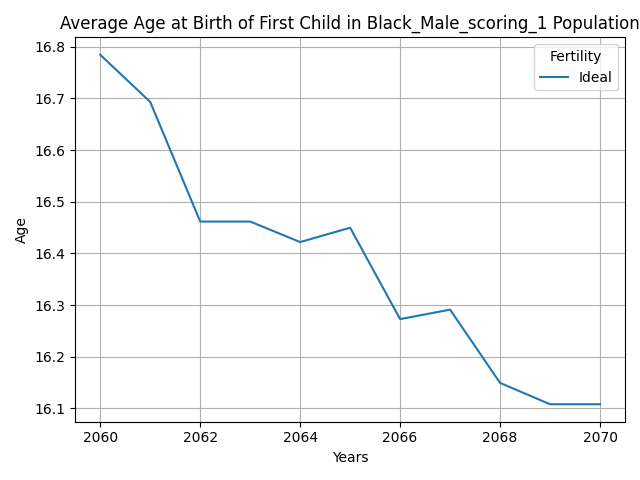 Average Age at Birth of First Child in Black_Male_scoring_1 Population
Fertility
Ideal
16.8
16.7
16.6
16.5
16.4
16.3
16.2
16.1
Age
2060 2062 2064 2066 2068 2070
Years